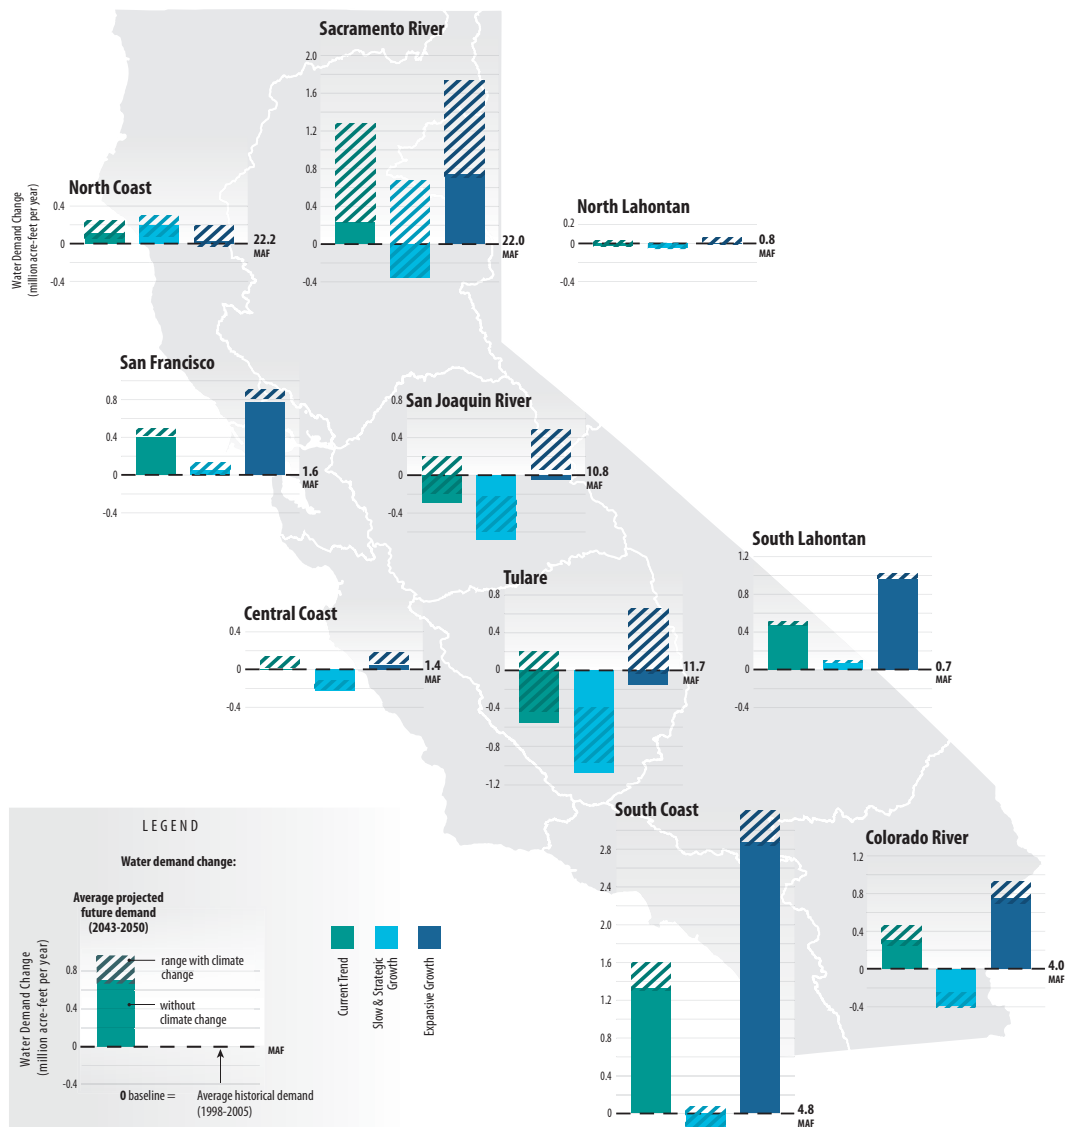 Sacramento River
2.0
1.6
1.2
0.8
0.4
0
-0.4
22.0
MAF
North Coast
Water Demand Change
(million acre-feet per year)
0.4
0
-0.4
22.2
MAF
North Lahontan
0.2
0
-0.4
0.8
MAF
San Francisco
0.8
0.4
0
-0.4
1.6
MAF
San Joaquin River
0.8
0.4
0
-0.4
10.8
MAF
South Lahontan
1.2
0.8
0.4
0
-0.4
0.7
MAF
Central Coast
0.4
0
-0.4
1.4
MAF
Tulare
0.8
0.4
0
-0.4
-0.8
-1.2
11.7
MAF
South Coast
2.8
2.4
2.0
1.6
1.2
0.8
0.4
0
4.8
MAF
Colorado River
1.2
0.8
0.4
0
-0.4
4.0
MAF
LEGEND
Water demand change:
Average projected
future demand
(2043-2050)
Water Demand Change
(million acre-feet per year)
0.8
0.4
0
-0.4
range with climate
change
without
climate change
MAF
0 baseline =
Average historical demand
(1998-2005)
Current Trend
Slow & Strategic
Growth
Expansive Growth